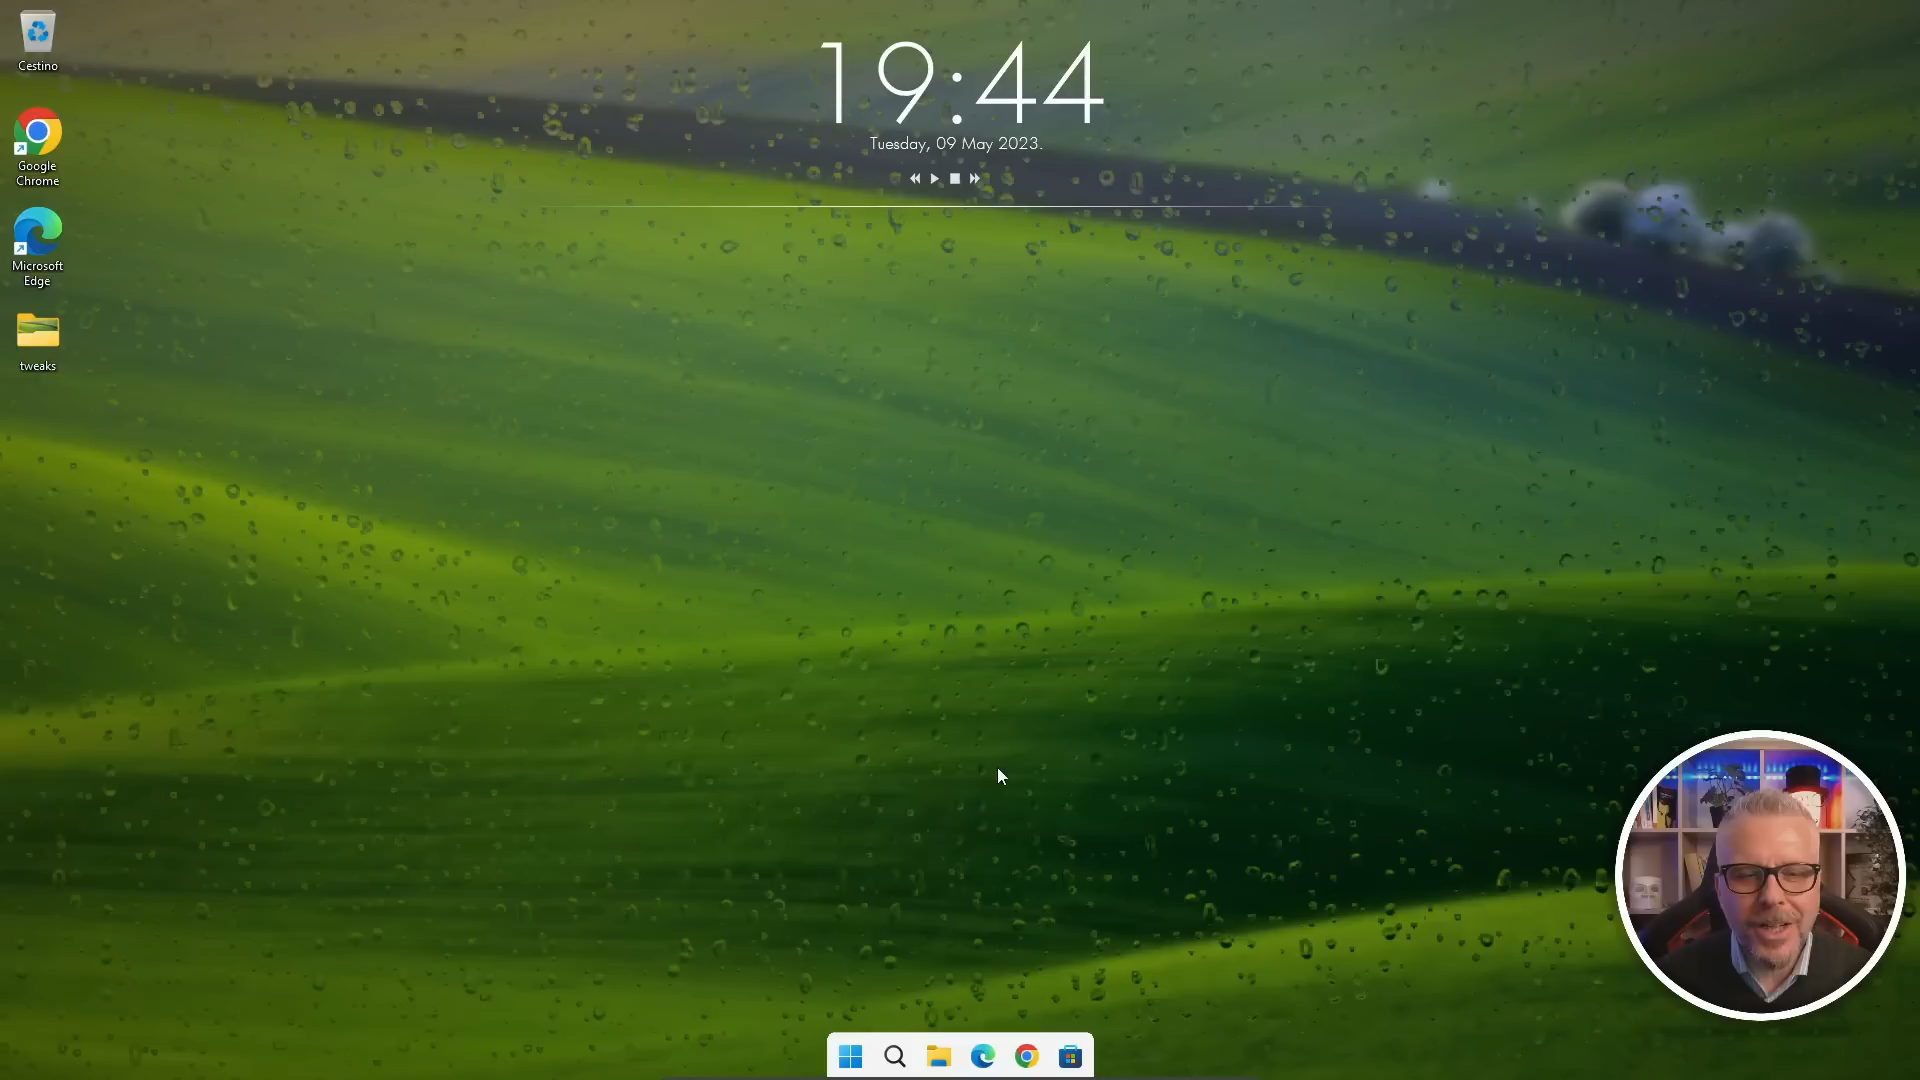 Cestino
Google
Chrome
Microsoft
Edge
tweaks
19:44
Tuesday, 09 May 2023.